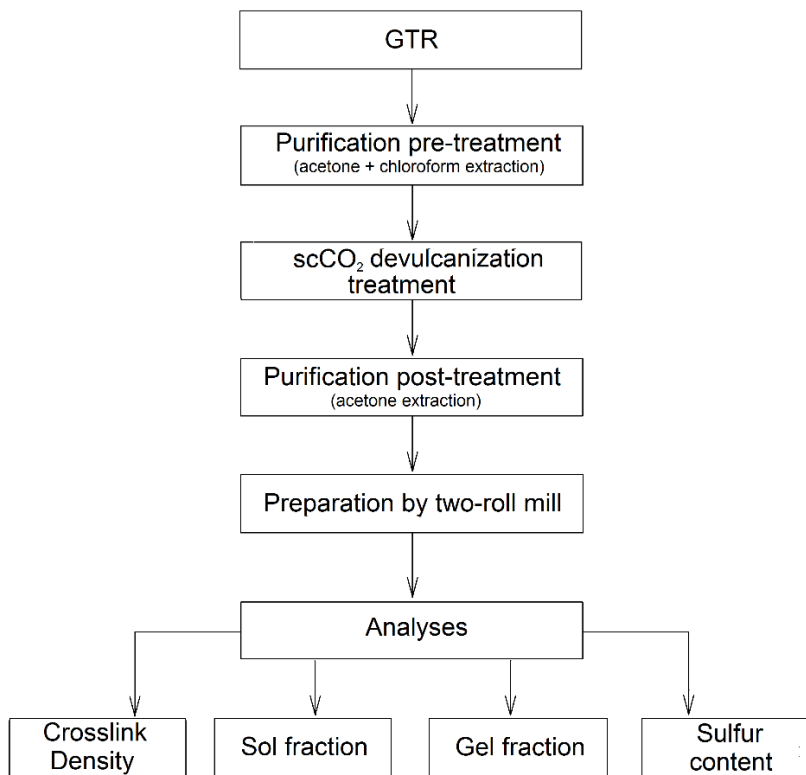 GTR
Purification pre-treatment
(acetone + chloroform extraction)
scCO₂ devulcanization
treatment
Purification post-treatment
(acetone extraction)
Preparation by two-roll mill
Analyses
Crosslink
Density
Sol fraction
Gel fraction
Sulfur
content